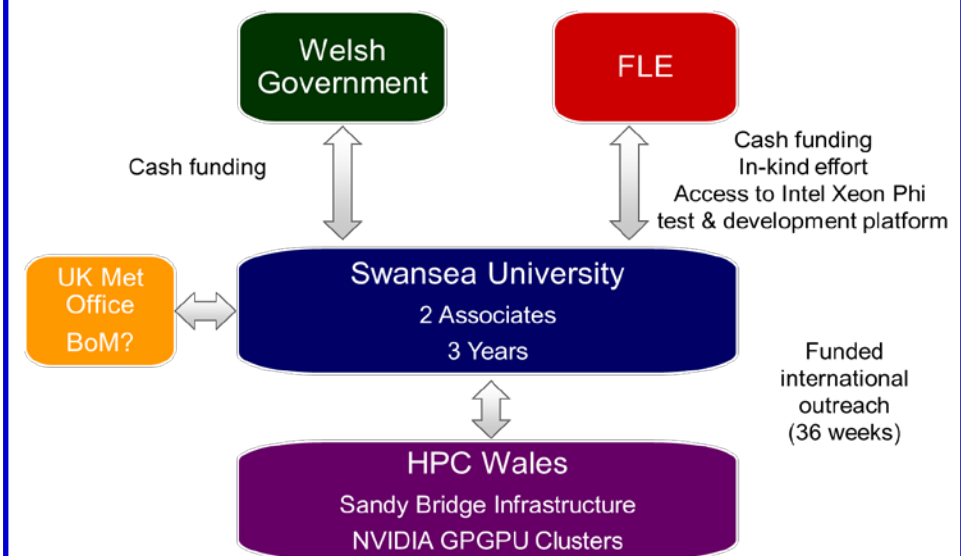 Welsh
Government
FLE
Cash funding
Cash funding
In-kind effort
Access to Intel Xeon Phi
test & development platform
UK Met
Office
BoM?
Swansea University
2 Associates
3 Years
Funded
international
outreach
(36 weeks)
HPC Wales
Sandy Bridge Infrastructure
NVIDIA GPGPU Clusters